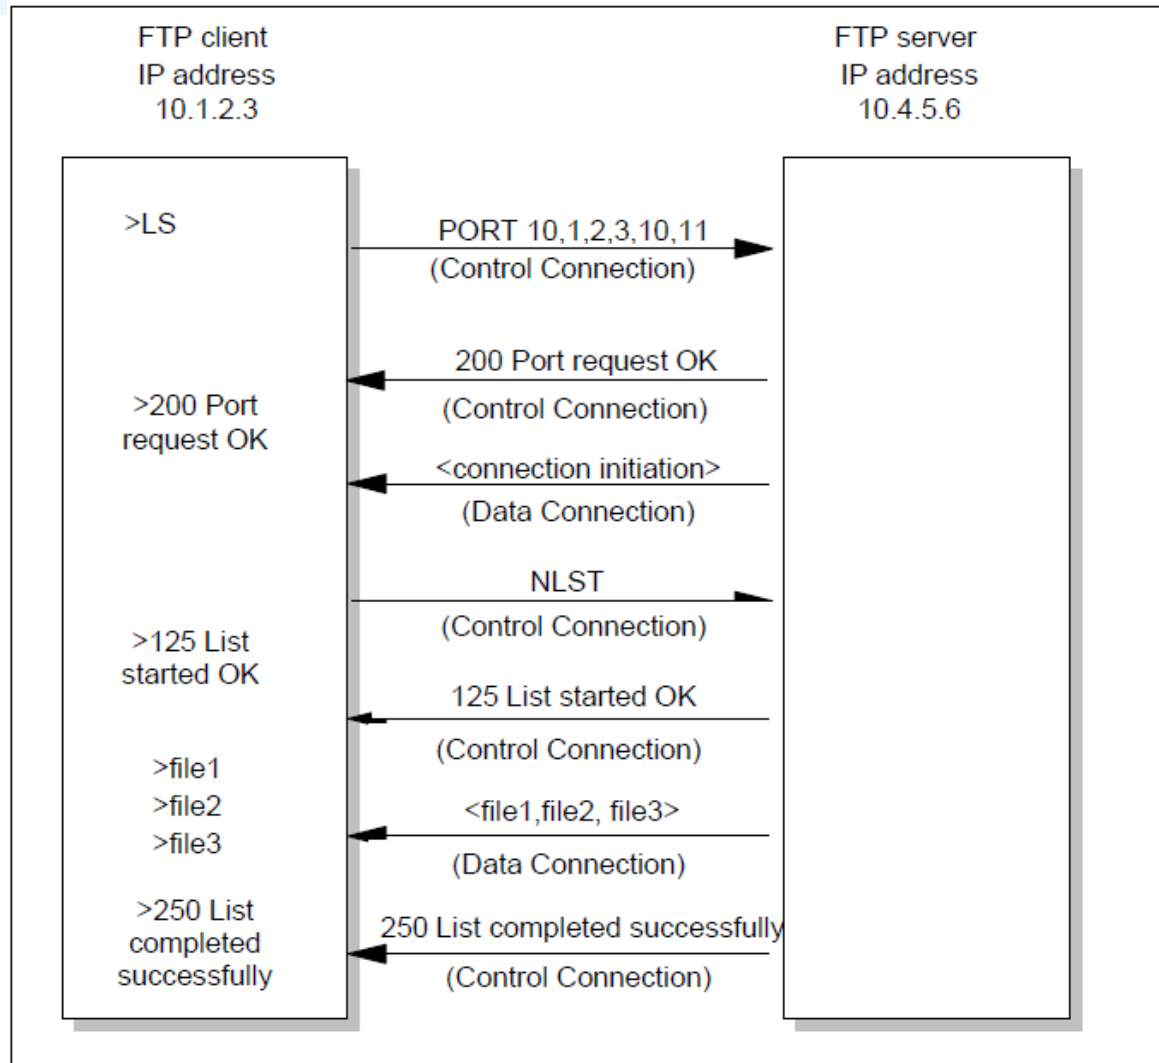 FTP client
IP address
10.1.2.3
FTP server
IP address
10.4.5.6
>LS
PORT 10,1,2,3,10,11
(Control Connection)
200 Port request OK
(Control Connection)
>200 Port
request OK
<connection initiation>
(Data Connection)
NLST
(Control Connection)
>125 List
started OK
125 List started OK
(Control Connection)
>file1
>file2
>file3
<file1,file2, file3>
(Data Connection)
>250 List
completed
successfully
250 List completed successfully
(Control Connection)